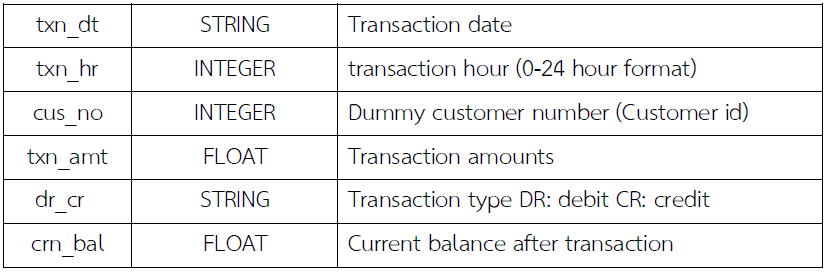 txn_dt STRING Transaction date
txn_hr INTEGER transaction hour (0-24 hour format)
cus_no INTEGER Dummy customer number (Customer id)
txn_amt FLOAT Transaction amounts
dr_cr STRING Transaction type DR: debit CR: credit
crn_bal FLOAT Current balance after transaction